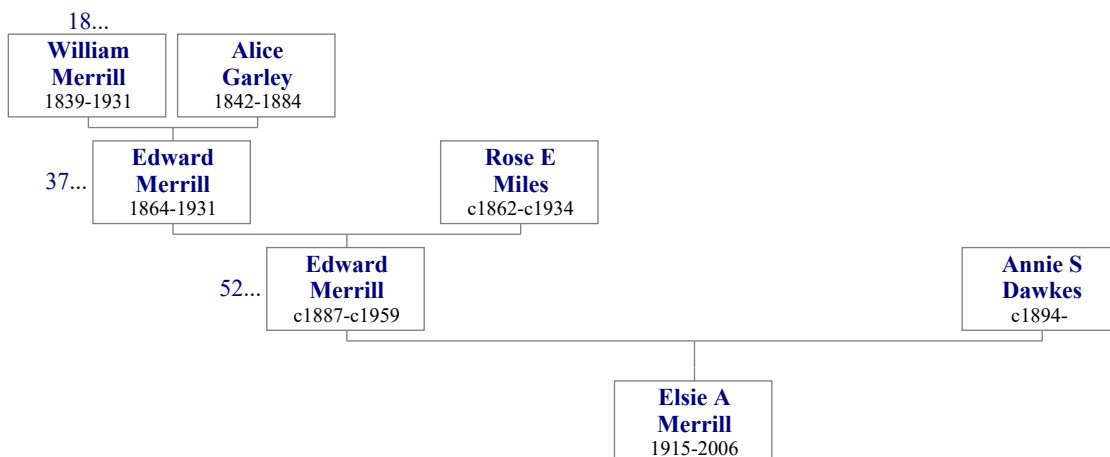 18...
William
Merrill
1839-1931
Alice
Garley
1842-1884
37...
Edward
Merrill
1864-1931
Rose E
Miles
c1862-c1934
52...
Edward
Merrill
c1887-c1959
Annie S
Dawkes
c1894-
Elsie A
Merrill
1915-2006